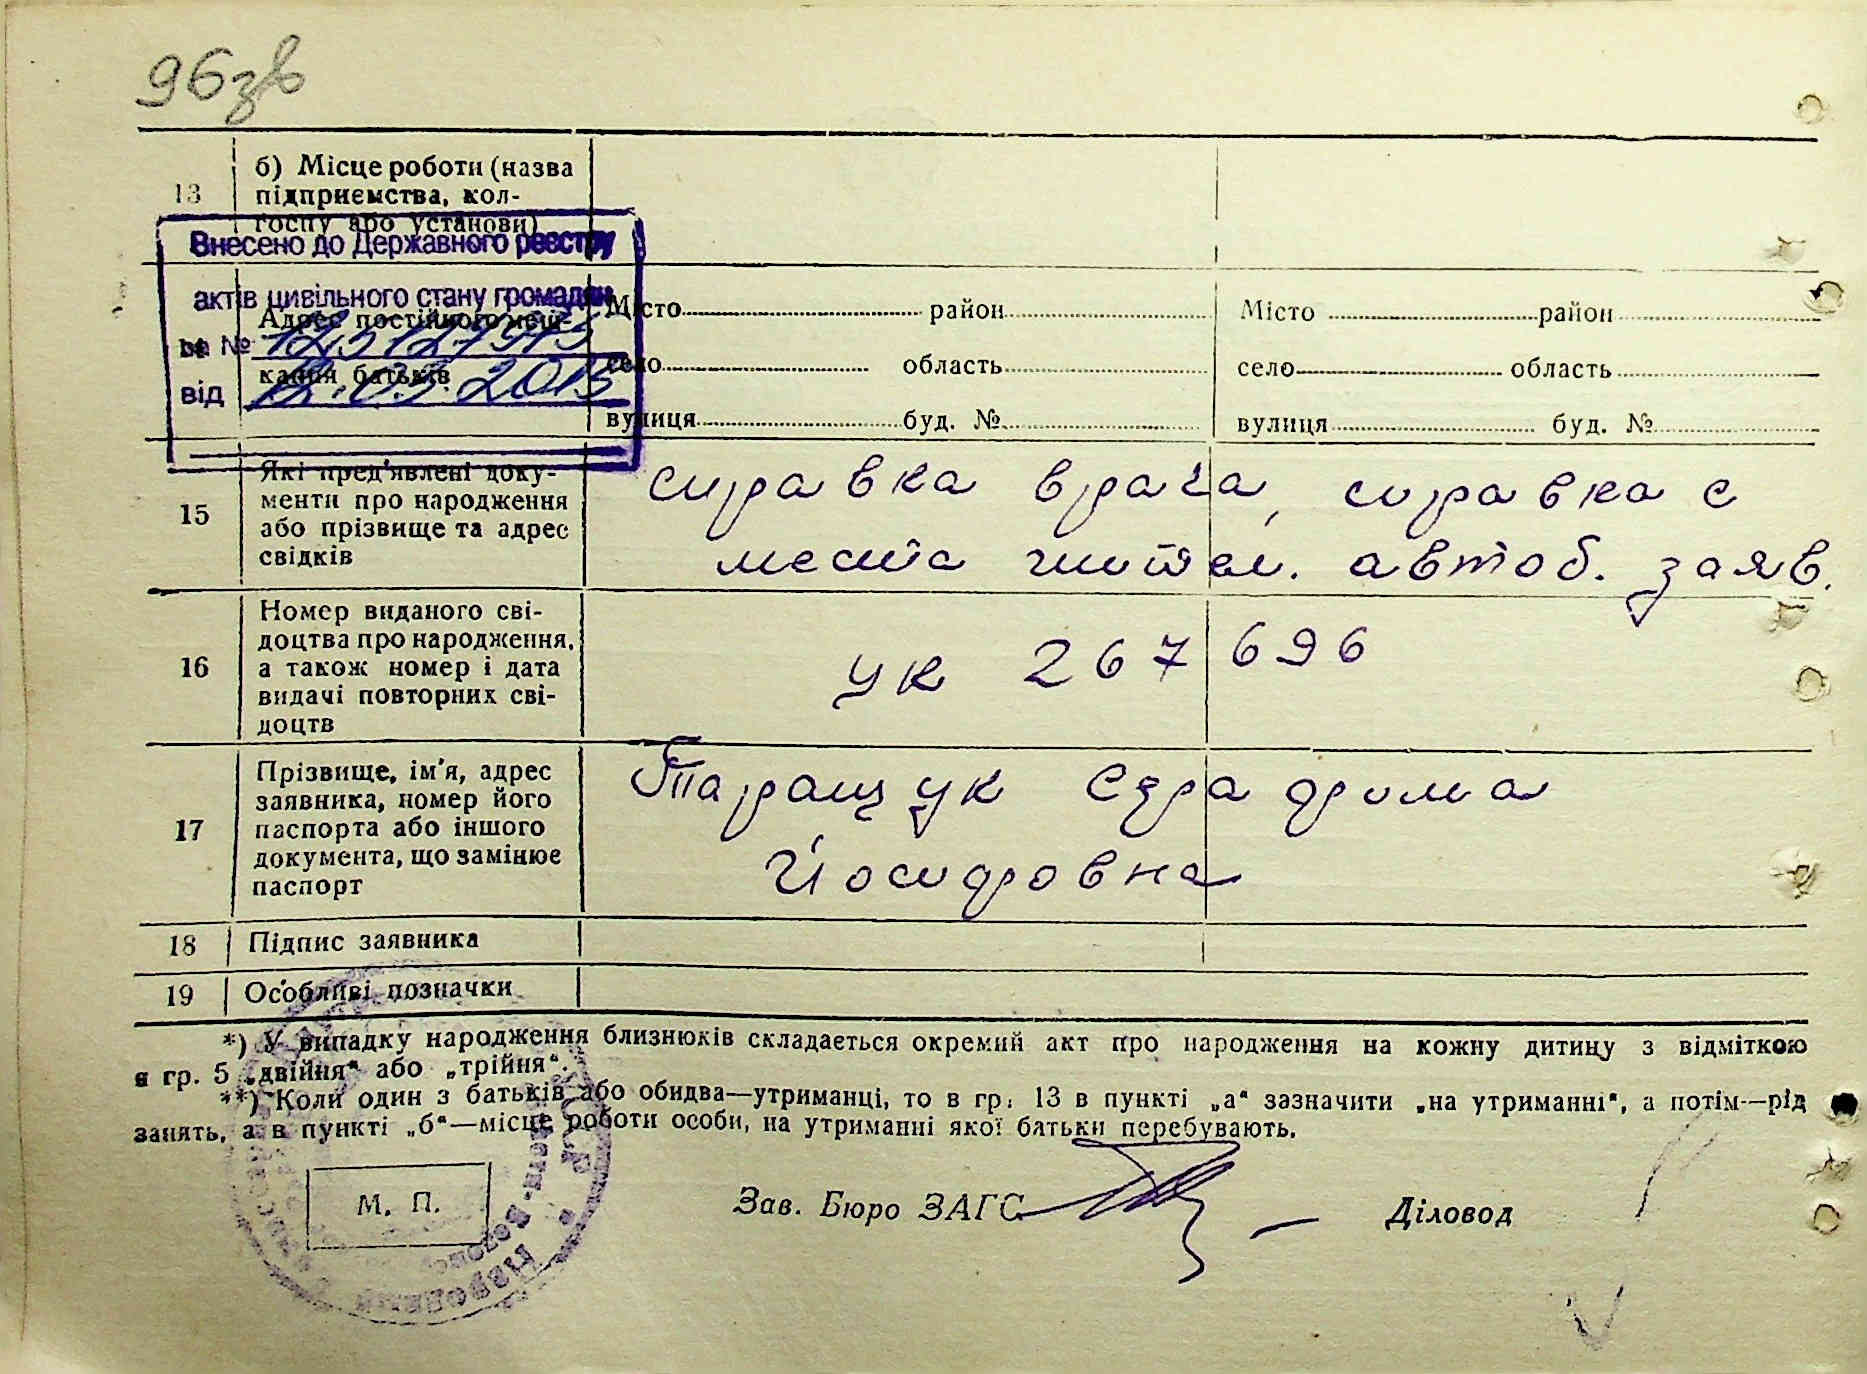 96зв
13 б) Місце роботи (назва
підприємства, кол-
госпу або установи)
Внесено до Державного реєстру
актів цивільного стану громадян
за №
від 12.03.2013
Адрес постійного меш-
кання батьків
Місто район
село область
вулиця буд. №
Місто район
село область
вулиця буд. №
15 Які пред'явлені доку-
менти про народження
або прізвище та адрес
свідків
справка врача, справка с
места жител. автоб. заяв.
16 Номер виданого сві-
доцтва про народження,
а також номер і дата
видачі повторних сві-
доцтв
УК 267696
17 Прізвище, ім'я, адрес
заявника, номер його
паспорта або іншого
документа, що замінює
паспорт
Таращук
Йосифовна
18 Підпис заявника
19 Особливі позначки
*) У випадку народження близнюків складається окремий акт про народження на кожну дитину з відміткою
в гр. 5 „двійня“ або „трійня“.
**) Коли один з батьків або обидва—утриманці, то в гр. 13 в пункті „а“ зазначити „на утриманні“, а потім—рід
занять, а в пункті „б“—місце роботи особи, на утриманні якої батьки перебувають.
М. П.
Зав. Бюро ЗАГС
Діловод